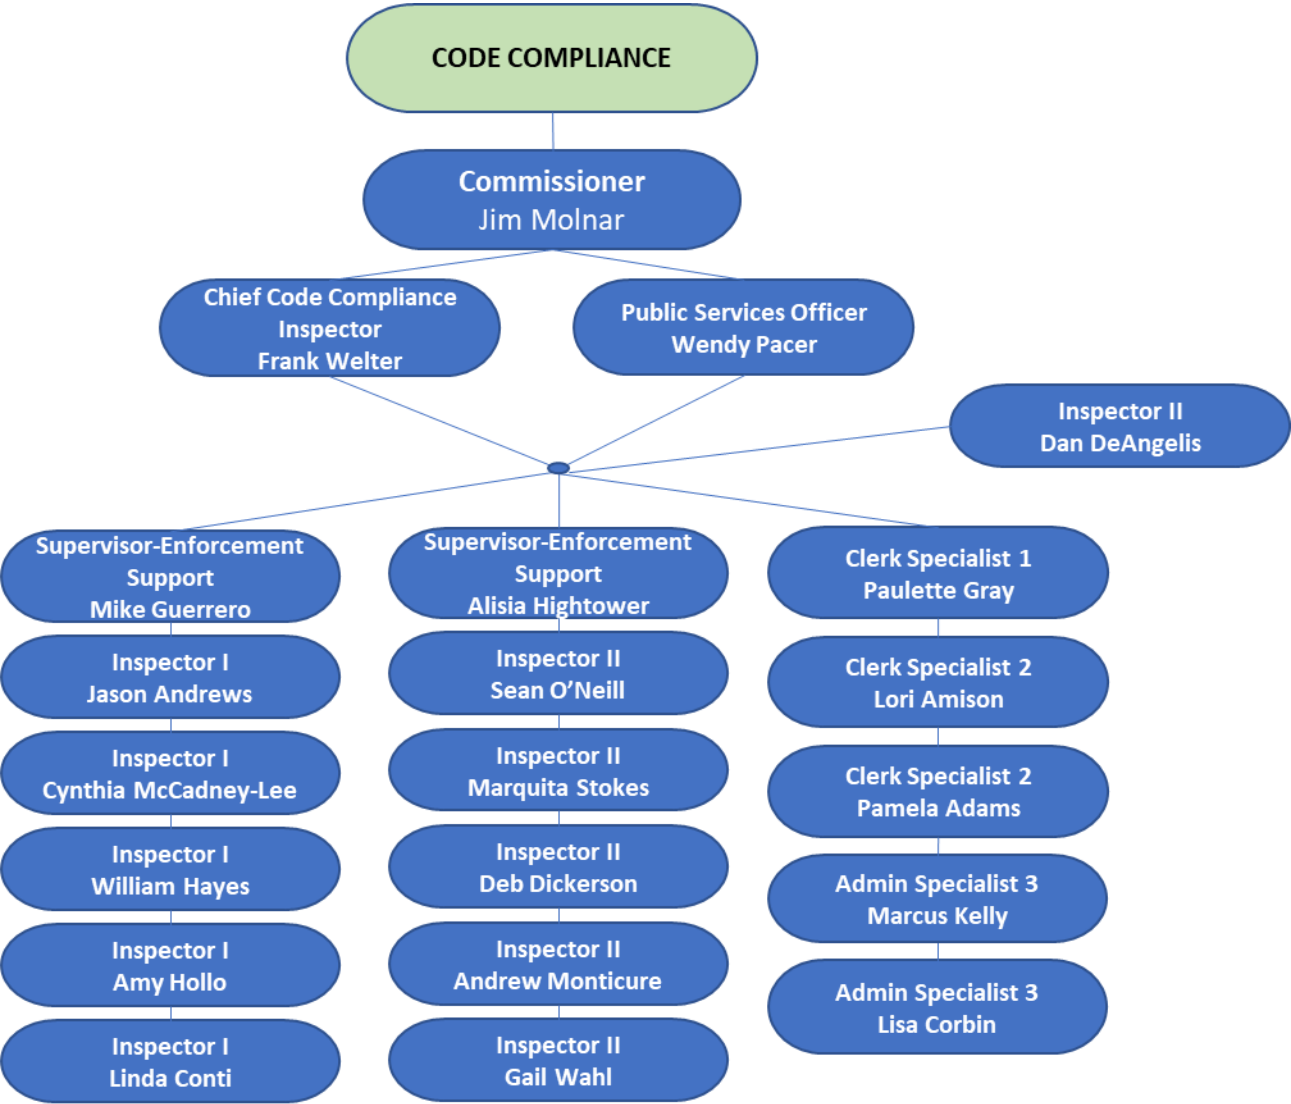 CODE COMPLIANCE
Commissioner
Jim Molnar
Chief Code Compliance
Inspector
Frank Welter
Public Services Officer
Wendy Pacer
Inspector II
Dan DeAngelis
Supervisor-Enforcement
Support
Mike Guerrero
Inspector I
Jason Andrews
Inspector I
Cynthia McCadney-Lee
Inspector I
William Hayes
Inspector I
Amy Hollo
Inspector I
Linda Conti
Supervisor-Enforcement
Support
Alisia Hightower
Inspector II
Sean O’Neill
Inspector II
Marquita Stokes
Inspector II
Deb Dickerson
Inspector II
Andrew Monticure
Inspector II
Gail Wahl
Clerk Specialist 1
Paulette Gray
Clerk Specialist 2
Lori Amison
Clerk Specialist 2
Pamela Adams
Admin Specialist 3
Marcus Kelly
Admin Specialist 3
Lisa Corbin